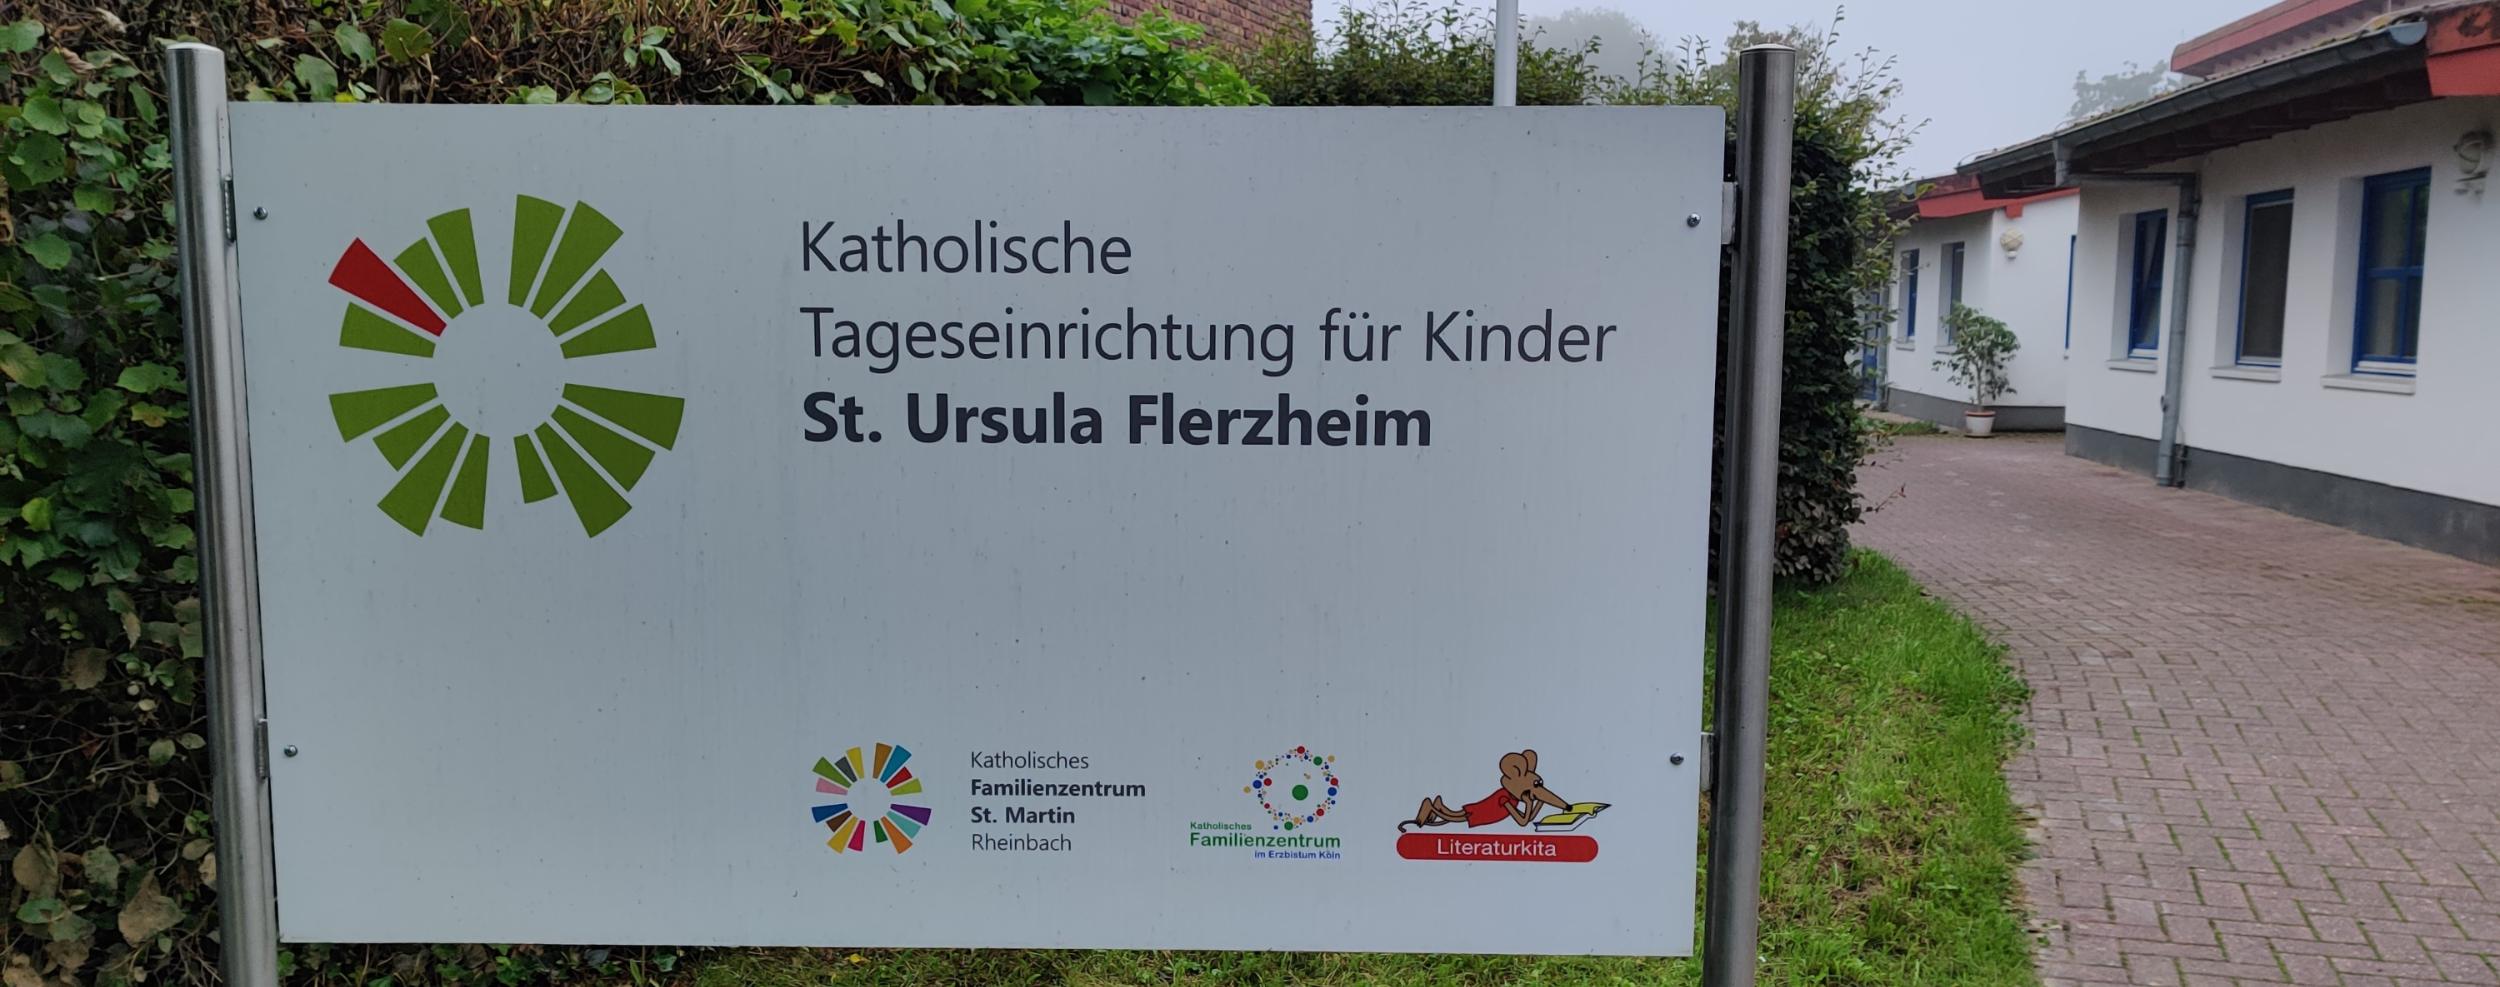 Katholische
Tageseinrichtung für Kinder
St. Ursula Flerzheim
Katholisches
Familienzentrum
St. Martin
Rheinbach
Katholisches
Familienzentrum
im Erzbistum Köln
Literaturkita